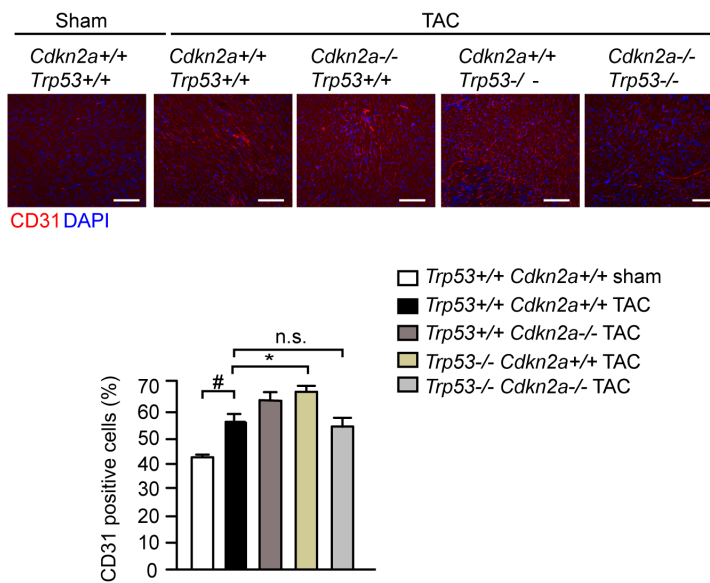 Sham TAC
Cdkn2a+/+ Cdkn2a+/+ Cdkn2a-/- Cdkn2a+/+ Cdkn2a-/-
Trp53+/+ Trp53+/+ Trp53+/+ Trp53-/ - Trp53-/-
CD31 DAPI
Trp53+/+ Cdkn2a+/+ sham
Trp53+/+ Cdkn2a+/+ TAC
Trp53+/+ Cdkn2a-/- TAC
Trp53-/- Cdkn2a+/+ TAC
Trp53-/- Cdkn2a-/- TAC
n.s.
*
#
CD31 positive cells (%)
70
60
50
40
30
20
10
0